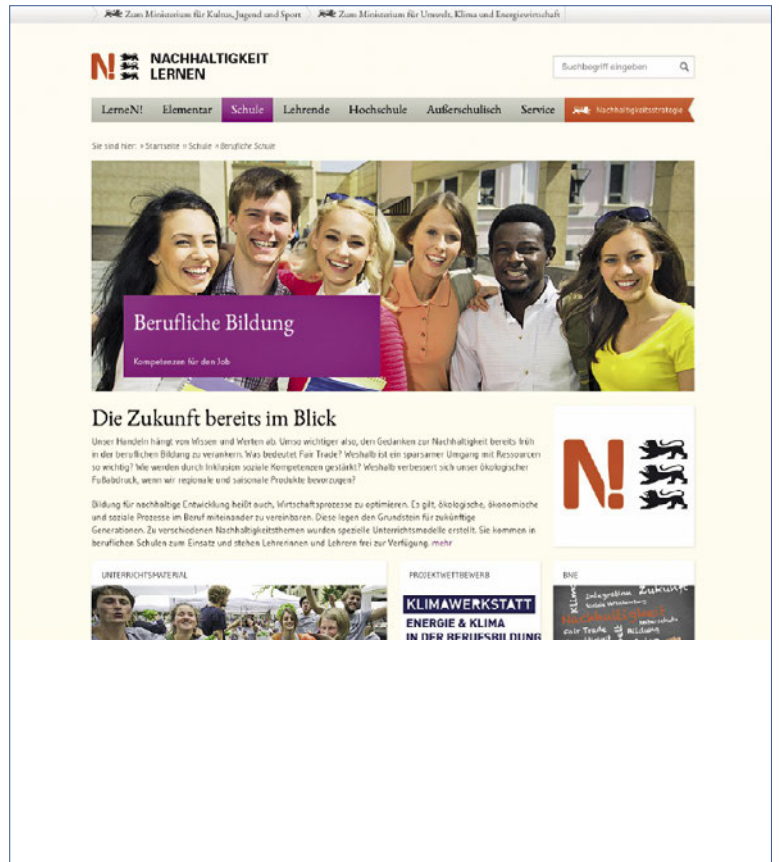 Zum Ministerium für Kultus, Jugend und Sport Zum Ministerium für Umwelt, Klima und Energiewirtschaft
N! NACHHALTIGKEIT
LERNEN
Suchbegriff eingeben
LerneN! Elementar Schule Lehrende Hochschule Außerschulisch Service Nachhaltigkeitsstrategie
Sie sind hier: » Startseite » Schule » Berufliche Schule
Berufliche Bildung
Kompetenzen für den Job
Die Zukunft bereits im Blick
Unser Handeln hängt von Wissen und Werten ab. Umso wichtiger also, den Gedanken zur Nachhaltigkeit bereits früh
in der beruflichen Bildung zu verankern. Was bedeutet Fair Trade? Weshalb ist ein sparsamer Umgang mit Ressourcen
so wichtig? Wie werden durch Inklusion soziale Kompetenzen gestärkt? Weshalb verbessert sich unser ökologischer
Fußabdruck, wenn wir regionale und saisonale Produkte bevorzugen?
Bildung für nachhaltige Entwicklung heißt auch, Wirtschaftsprozesse zu optimieren. Es gilt, ökologische, ökonomische
und soziale Prozesse im Beruf miteinander zu vereinbaren. Diese legen den Grundstein für zukünftige
Generationen. Zu verschiedenen Nachhaltigkeitsthemen wurden spezielle Unterrichtsmodelle erstellt. Sie kommen in
beruflichen Schulen zum Einsatz und stehen Lehrerinnen und Lehrern frei zur Verfügung. mehr
N!
UNTERRICHTSMATERIAL
PROJEKTWETTBEWERB
KLIMAWERKSTATT
ENERGIE & KLIMA
IN DER BERUFSBILDUNG
BNE
Klima Integration Zukunft
Nachhaltigkeit
Fair Trade Bildung